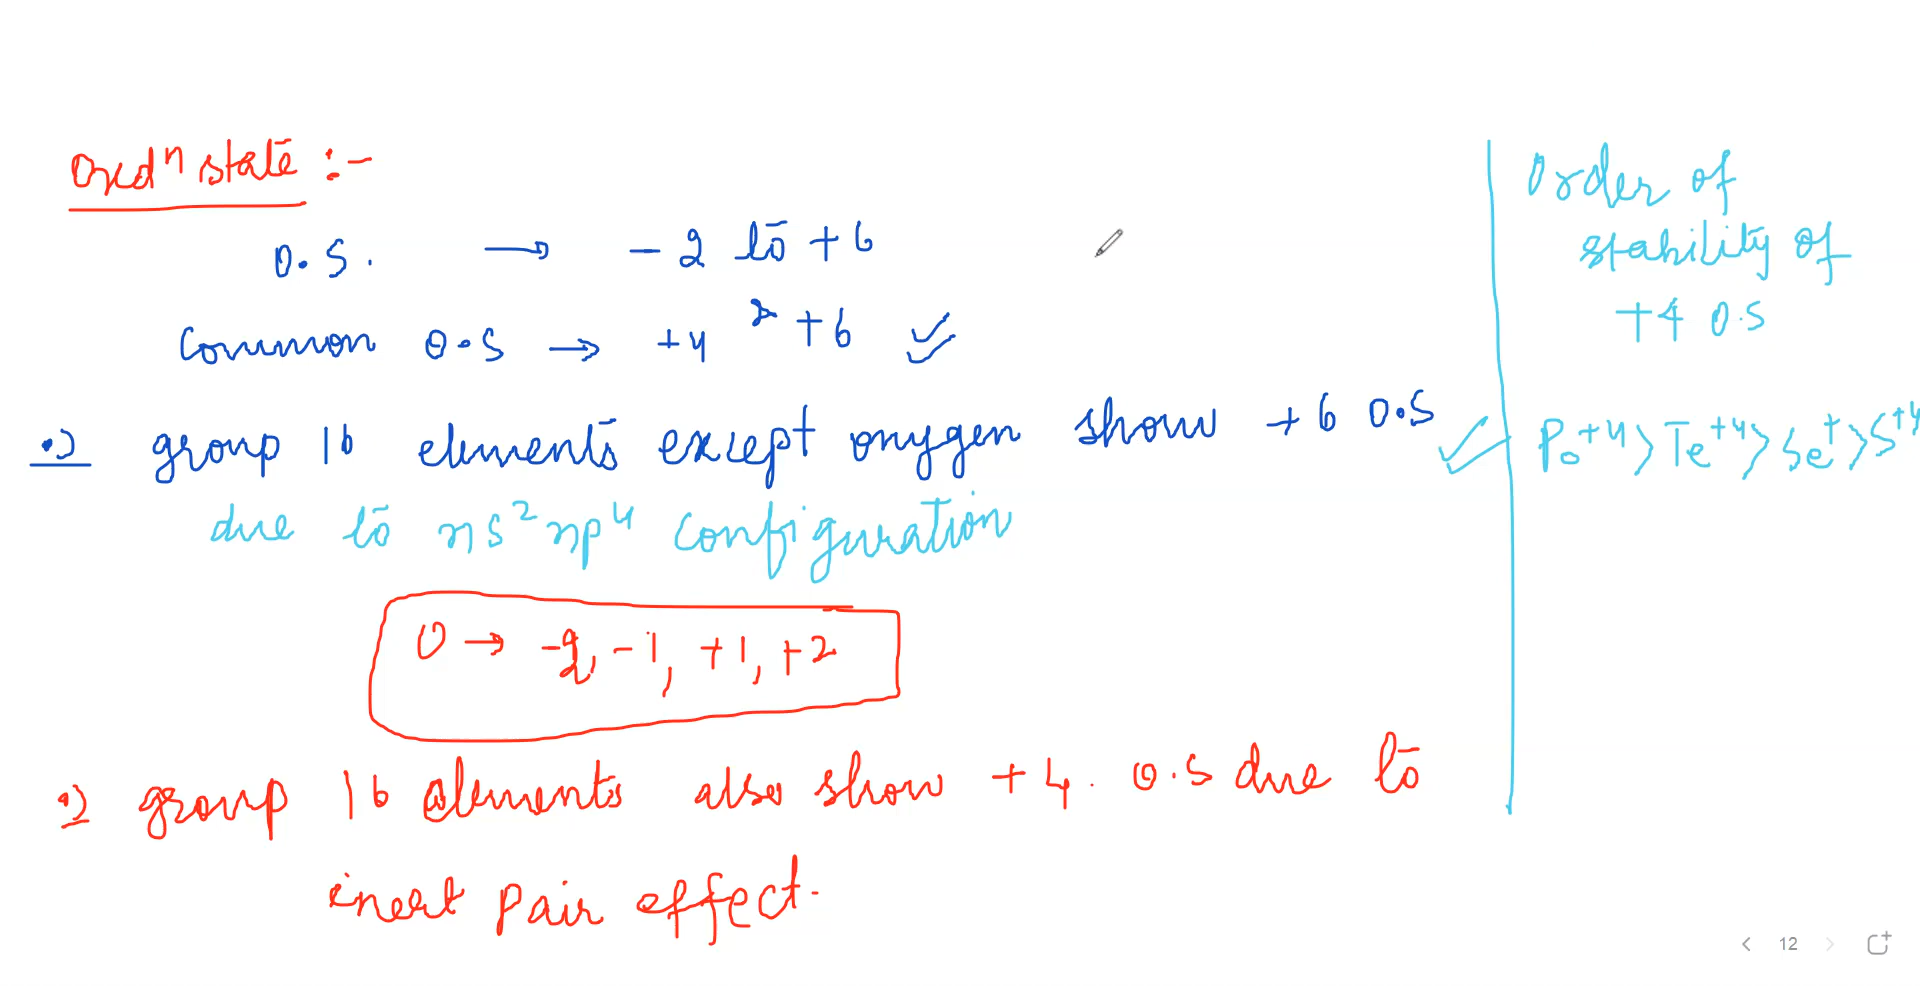 Oxdⁿ state :-
O.S. → -2 to +6
Common O.S → +4 & +6
•) group 16 elements except oxygen show +6 O.S
due to ns²np⁴ configuration
O → -2, -1, +1, +2
•) group 16 elements also show +4. O.S due to
inert pair effect.
Order of
stability of
+4 O.S
Po⁺⁴ > Te⁺⁴ > Se⁺ > S⁺⁴
12